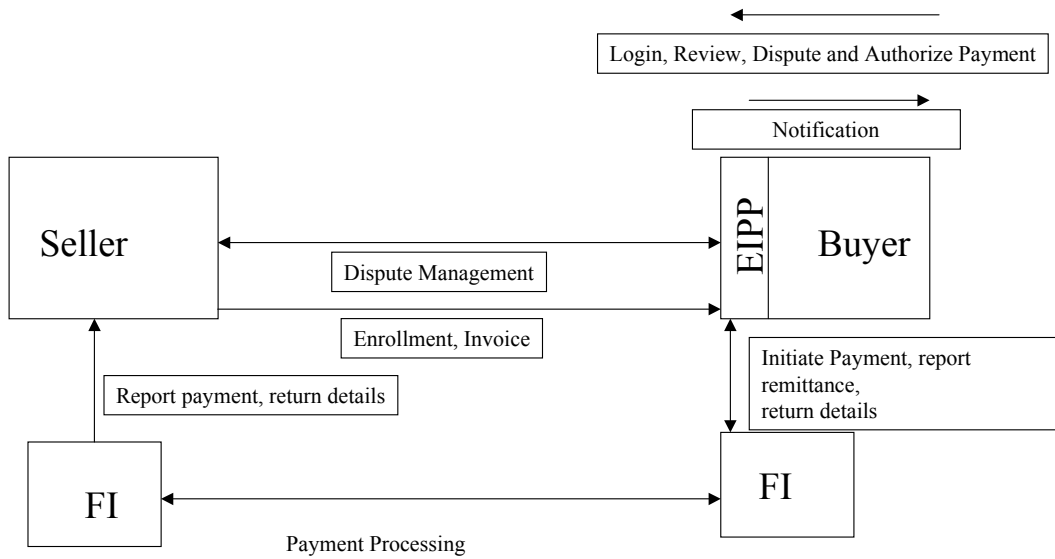 Login, Review, Dispute and Authorize Payment
Notification
Seller
EIPP
Buyer
Dispute Management
Enrollment, Invoice
Initiate Payment, report
remittance,
return details
Report payment, return details
FI
FI
Payment Processing